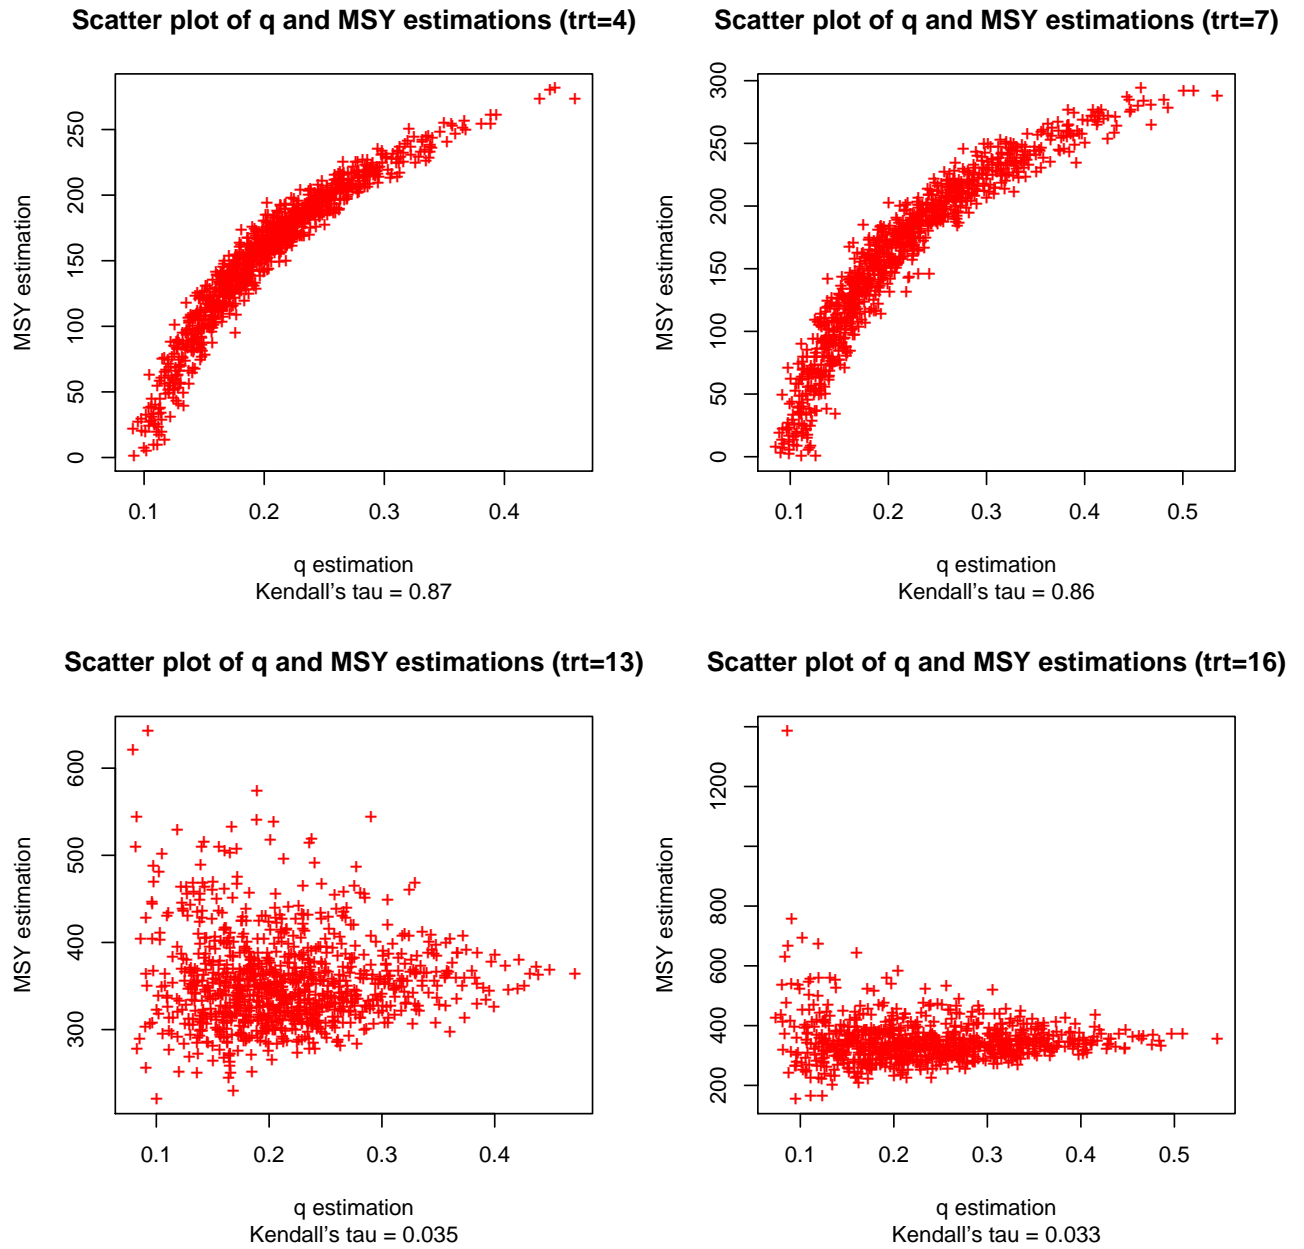 Scatter plot of q and MSY estimations (trt=4)
MSY estimation
250
200
150
100
50
0
0.1 0.2 0.3 0.4
q estimation
Kendall's tau = 0.87
Scatter plot of q and MSY estimations (trt=7)
MSY estimation
300
250
200
150
100
50
0
0.1 0.2 0.3 0.4 0.5
q estimation
Kendall's tau = 0.86
Scatter plot of q and MSY estimations (trt=13)
MSY estimation
600
500
400
300
0.1 0.2 0.3 0.4
q estimation
Kendall's tau = 0.035
Scatter plot of q and MSY estimations (trt=16)
MSY estimation
1200
800
600
400
200
0.1 0.2 0.3 0.4 0.5
q estimation
Kendall's tau = 0.033